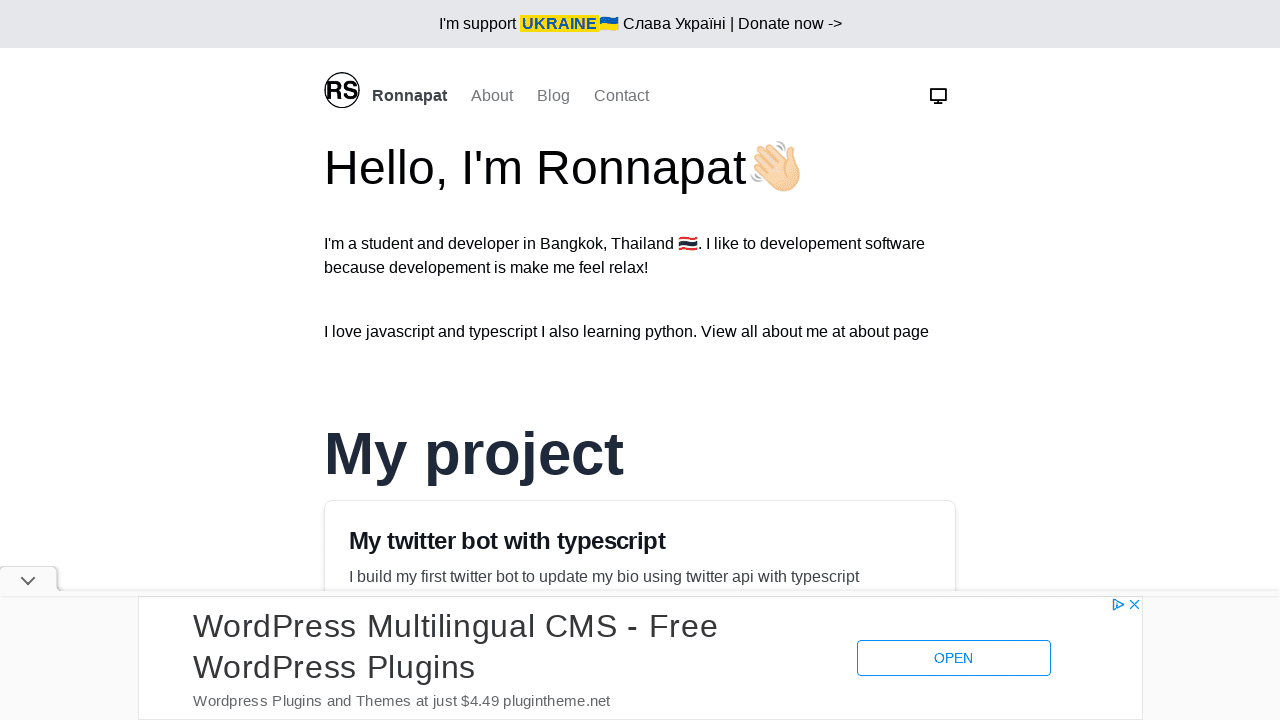 I'm support UKRAINE🇺🇦 Слава Україні | Donate now ->
RS Ronnapat About Blog Contact
Hello, I'm Ronnapat👋🏻
I'm a student and developer in Bangkok, Thailand 🇹🇭. I like to developement software
because developement is make me feel relax!
I love javascript and typescript I also learning python. View all about me at about page
My project
My twitter bot with typescript
I build my first twitter bot to update my bio using twitter api with typescript
WordPress Multilingual CMS - Free
WordPress Plugins
Wordpress Plugins and Themes at just $4.49 plugintheme.net
OPEN